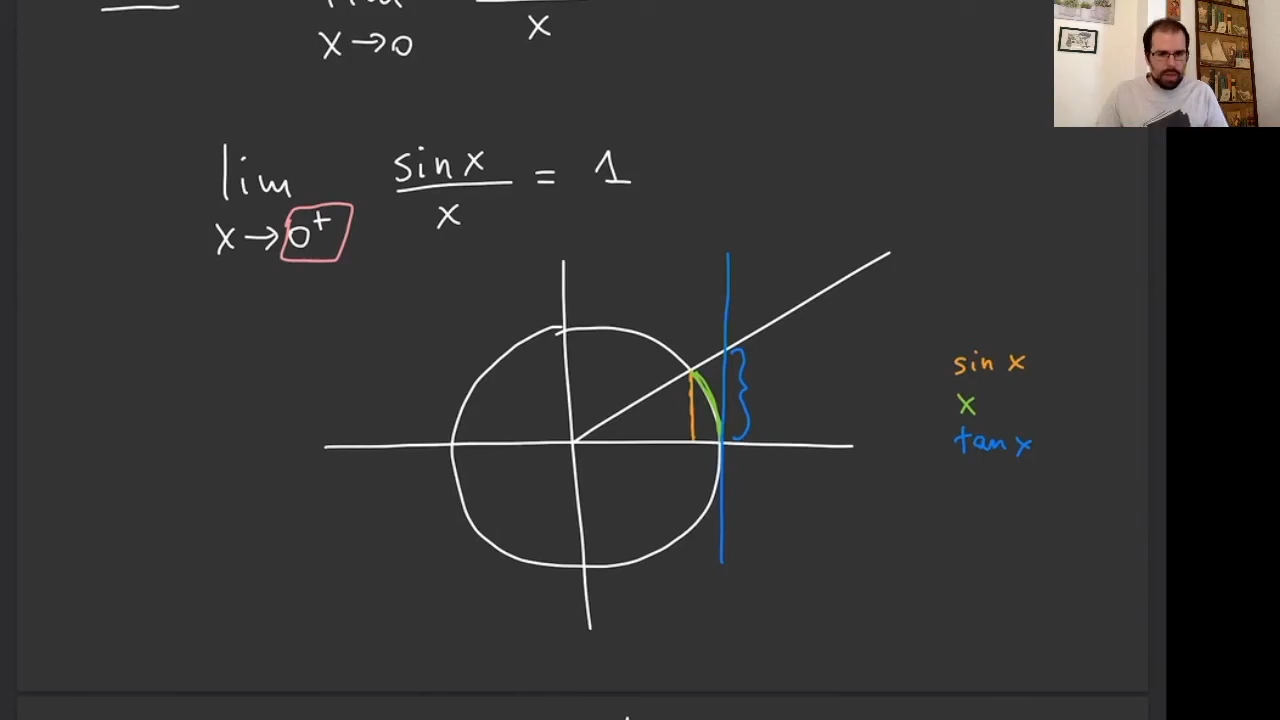 x
x→0
lim sin x = 1
x→0⁺ x
sin x
x
tan x